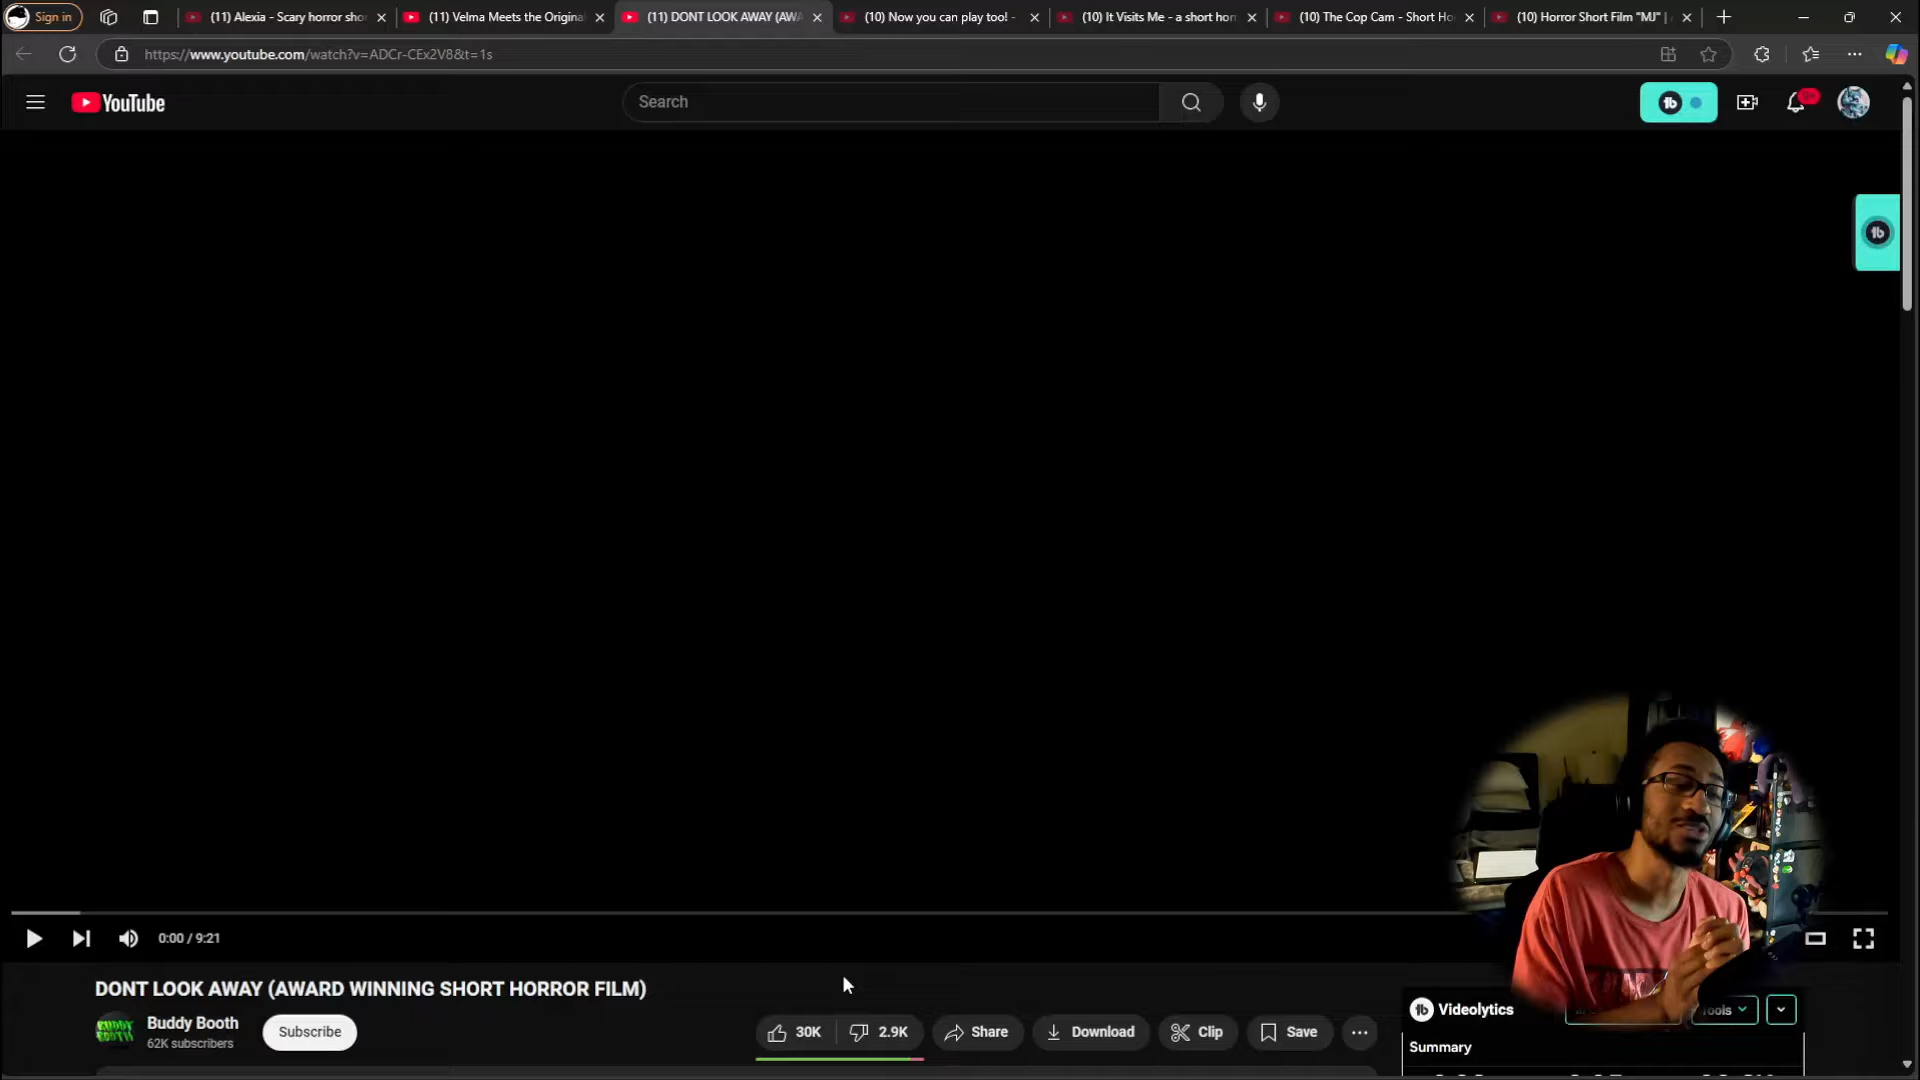 Sign in
(11) Alexia - Scary horror sho
(11) Velma Meets the Origina
(11) DONT LOOK AWAY (AW
(10) Now you can play too! -
(10) It Visits Me - a short hor
(10) The Cop Cam - Short Ho
(10) Horror Short Film "MJ" |
https://www.youtube.com/watch?v=ADCr-CEx2V8&t=1s
YouTube
Search
0:00 / 9:21
DONT LOOK AWAY (AWARD WINNING SHORT HORROR FILM)
Buddy Booth
62K subscribers
Subscribe
30K
2.9K
Share
Download
Clip
Save
Videolytics
Tools
Summary